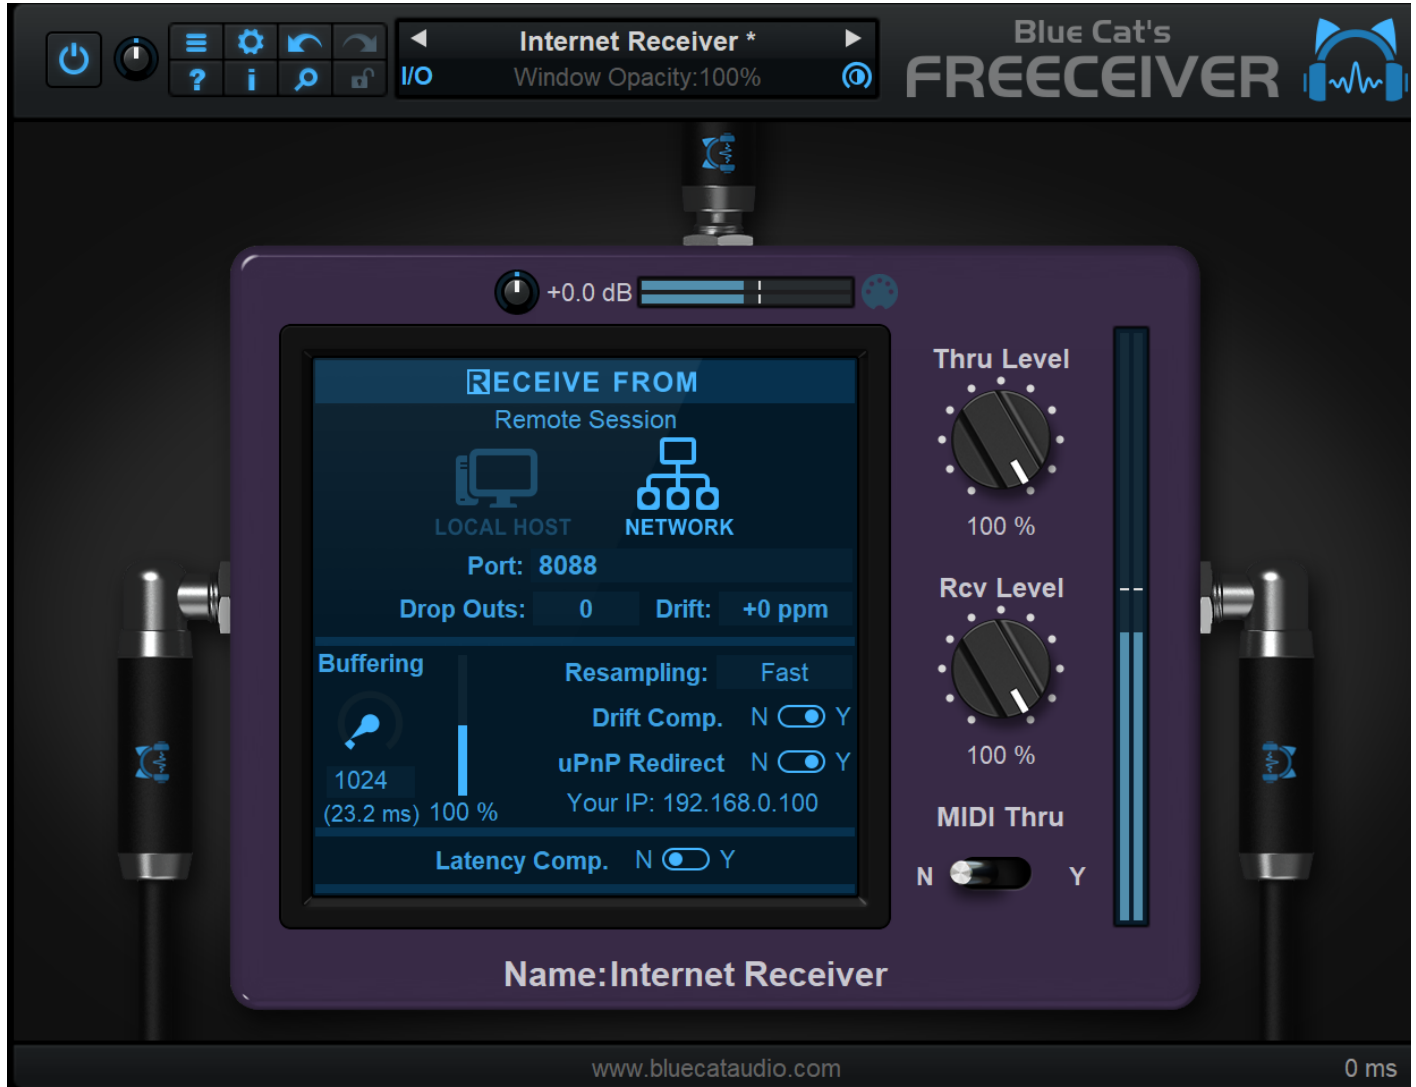 Internet Receiver *
I/O
Window Opacity:100%
Blue Cat's
FREECEIVER
?
i
+0.0 dB
RECEIVE FROM
Remote Session
LOCAL HOST
NETWORK
Port: 8088
Drop Outs: 0 Drift: +0 ppm
Buffering
1024
(23.2 ms) 100 %
Resampling: Fast
Drift Comp. N Y
uPnP Redirect N Y
Your IP: 192.168.0.100
Latency Comp. N Y
Thru Level
100 %
Rcv Level
100 %
MIDI Thru
N Y
Name:Internet Receiver
www.bluecataudio.com
0 ms